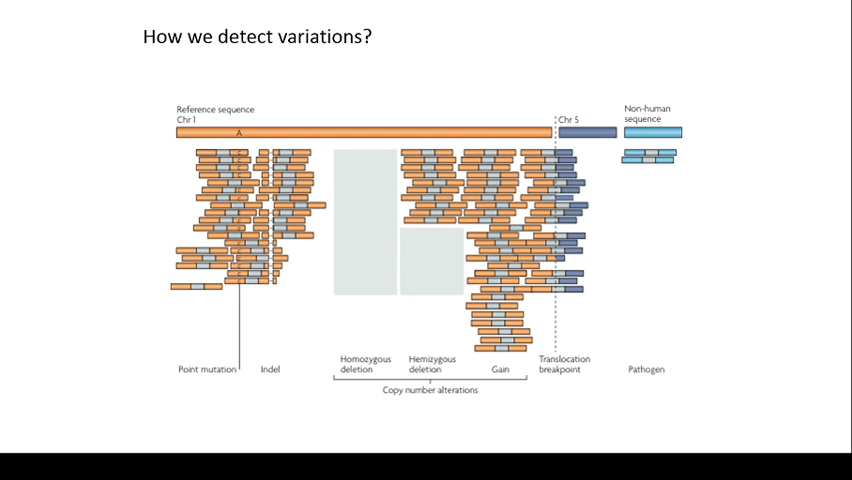 How we detect variations?
Reference sequence
Chr 1
Chr 5
Non-human
sequence
A
Point mutation
Indel
Homozygous
deletion
Hemizygous
deletion
Gain
Translocation
breakpoint
Pathogen
Copy number alterations